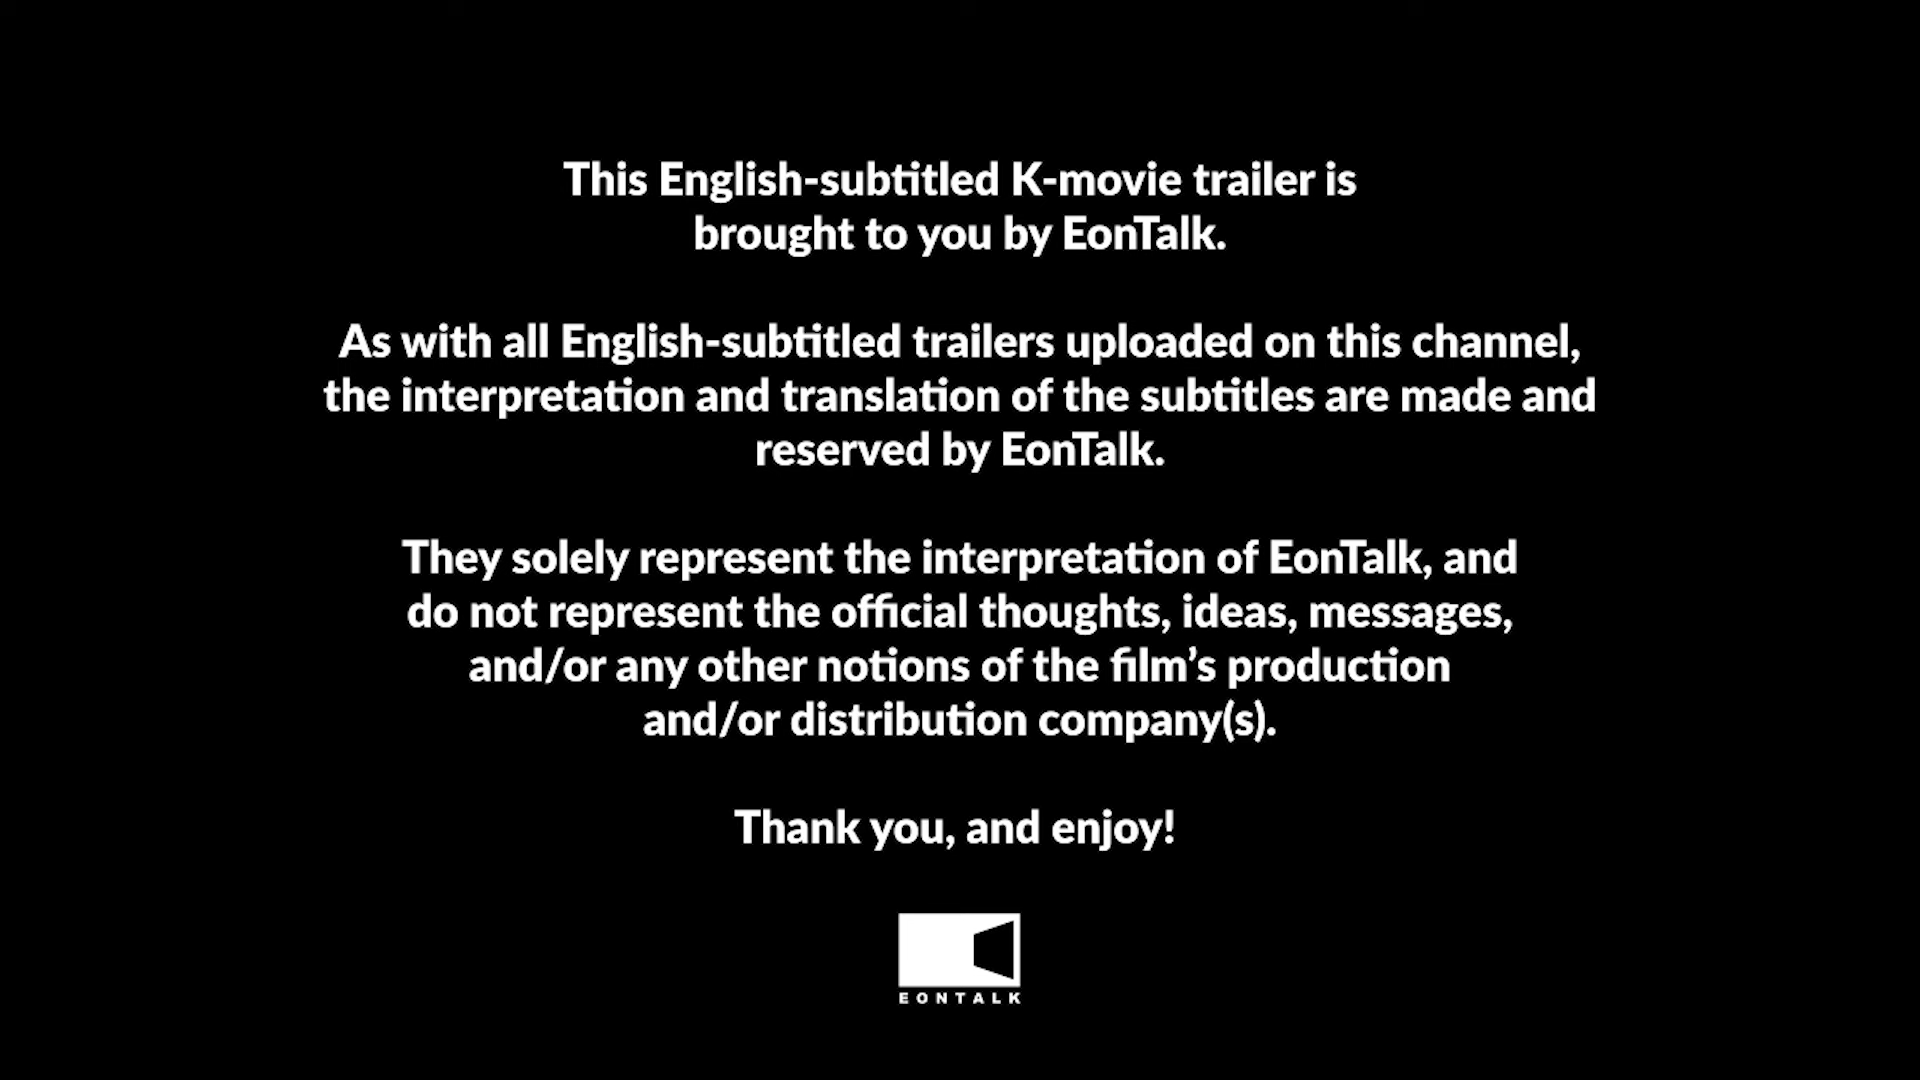 This English-subtitled K-movie trailer is
brought to you by EonTalk.
As with all English-subtitled trailers uploaded on this channel,
the interpretation and translation of the subtitles are made and
reserved by EonTalk.
They solely represent the interpretation of EonTalk, and
do not represent the official thoughts, ideas, messages,
and/or any other notions of the film’s production
and/or distribution company(s).
Thank you, and enjoy!
EONTALK